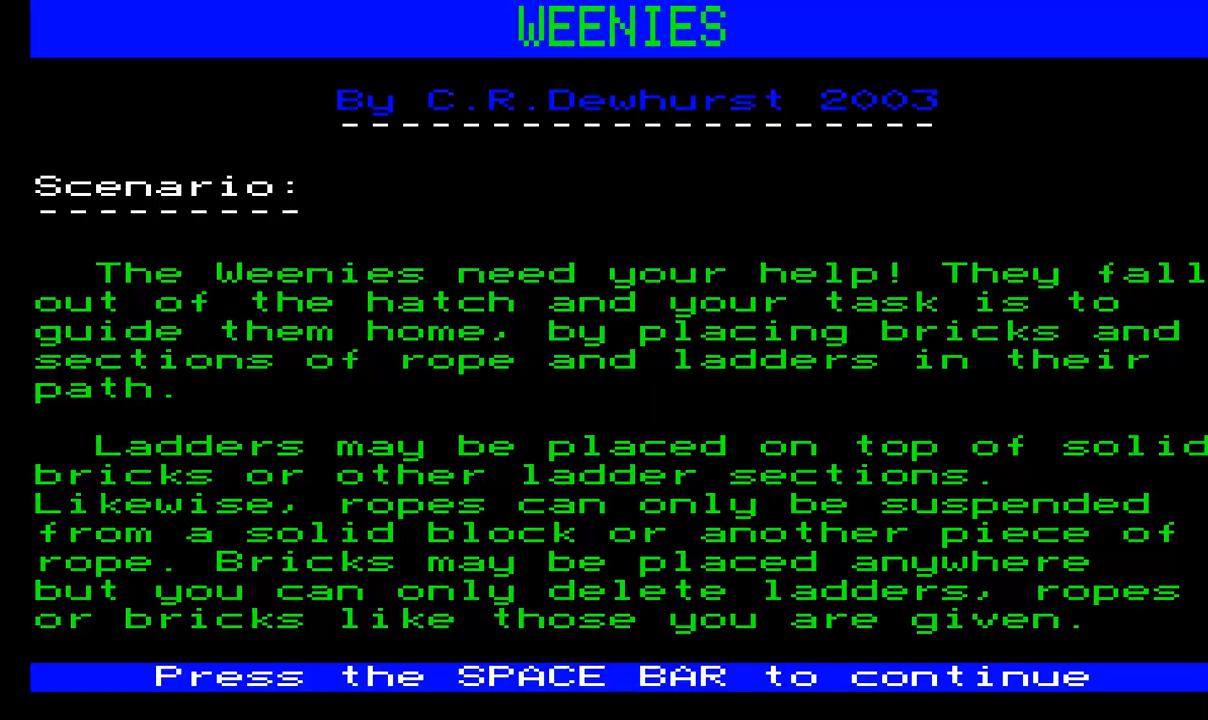 WEENIES
By C.R.Dewhurst 2003
--------------------
Scenario:
---------
The Weenies need your help! They fall
out of the hatch and your task is to
guide them home, by placing bricks and
sections of rope and ladders in their
path.
Ladders may be placed on top of solid
bricks or other ladder sections.
Likewise, ropes can only be suspended
from a solid block or another piece of
rope. Bricks may be placed anywhere
but you can only delete ladders, ropes
or bricks like those you are given.
Press the SPACE BAR to continue